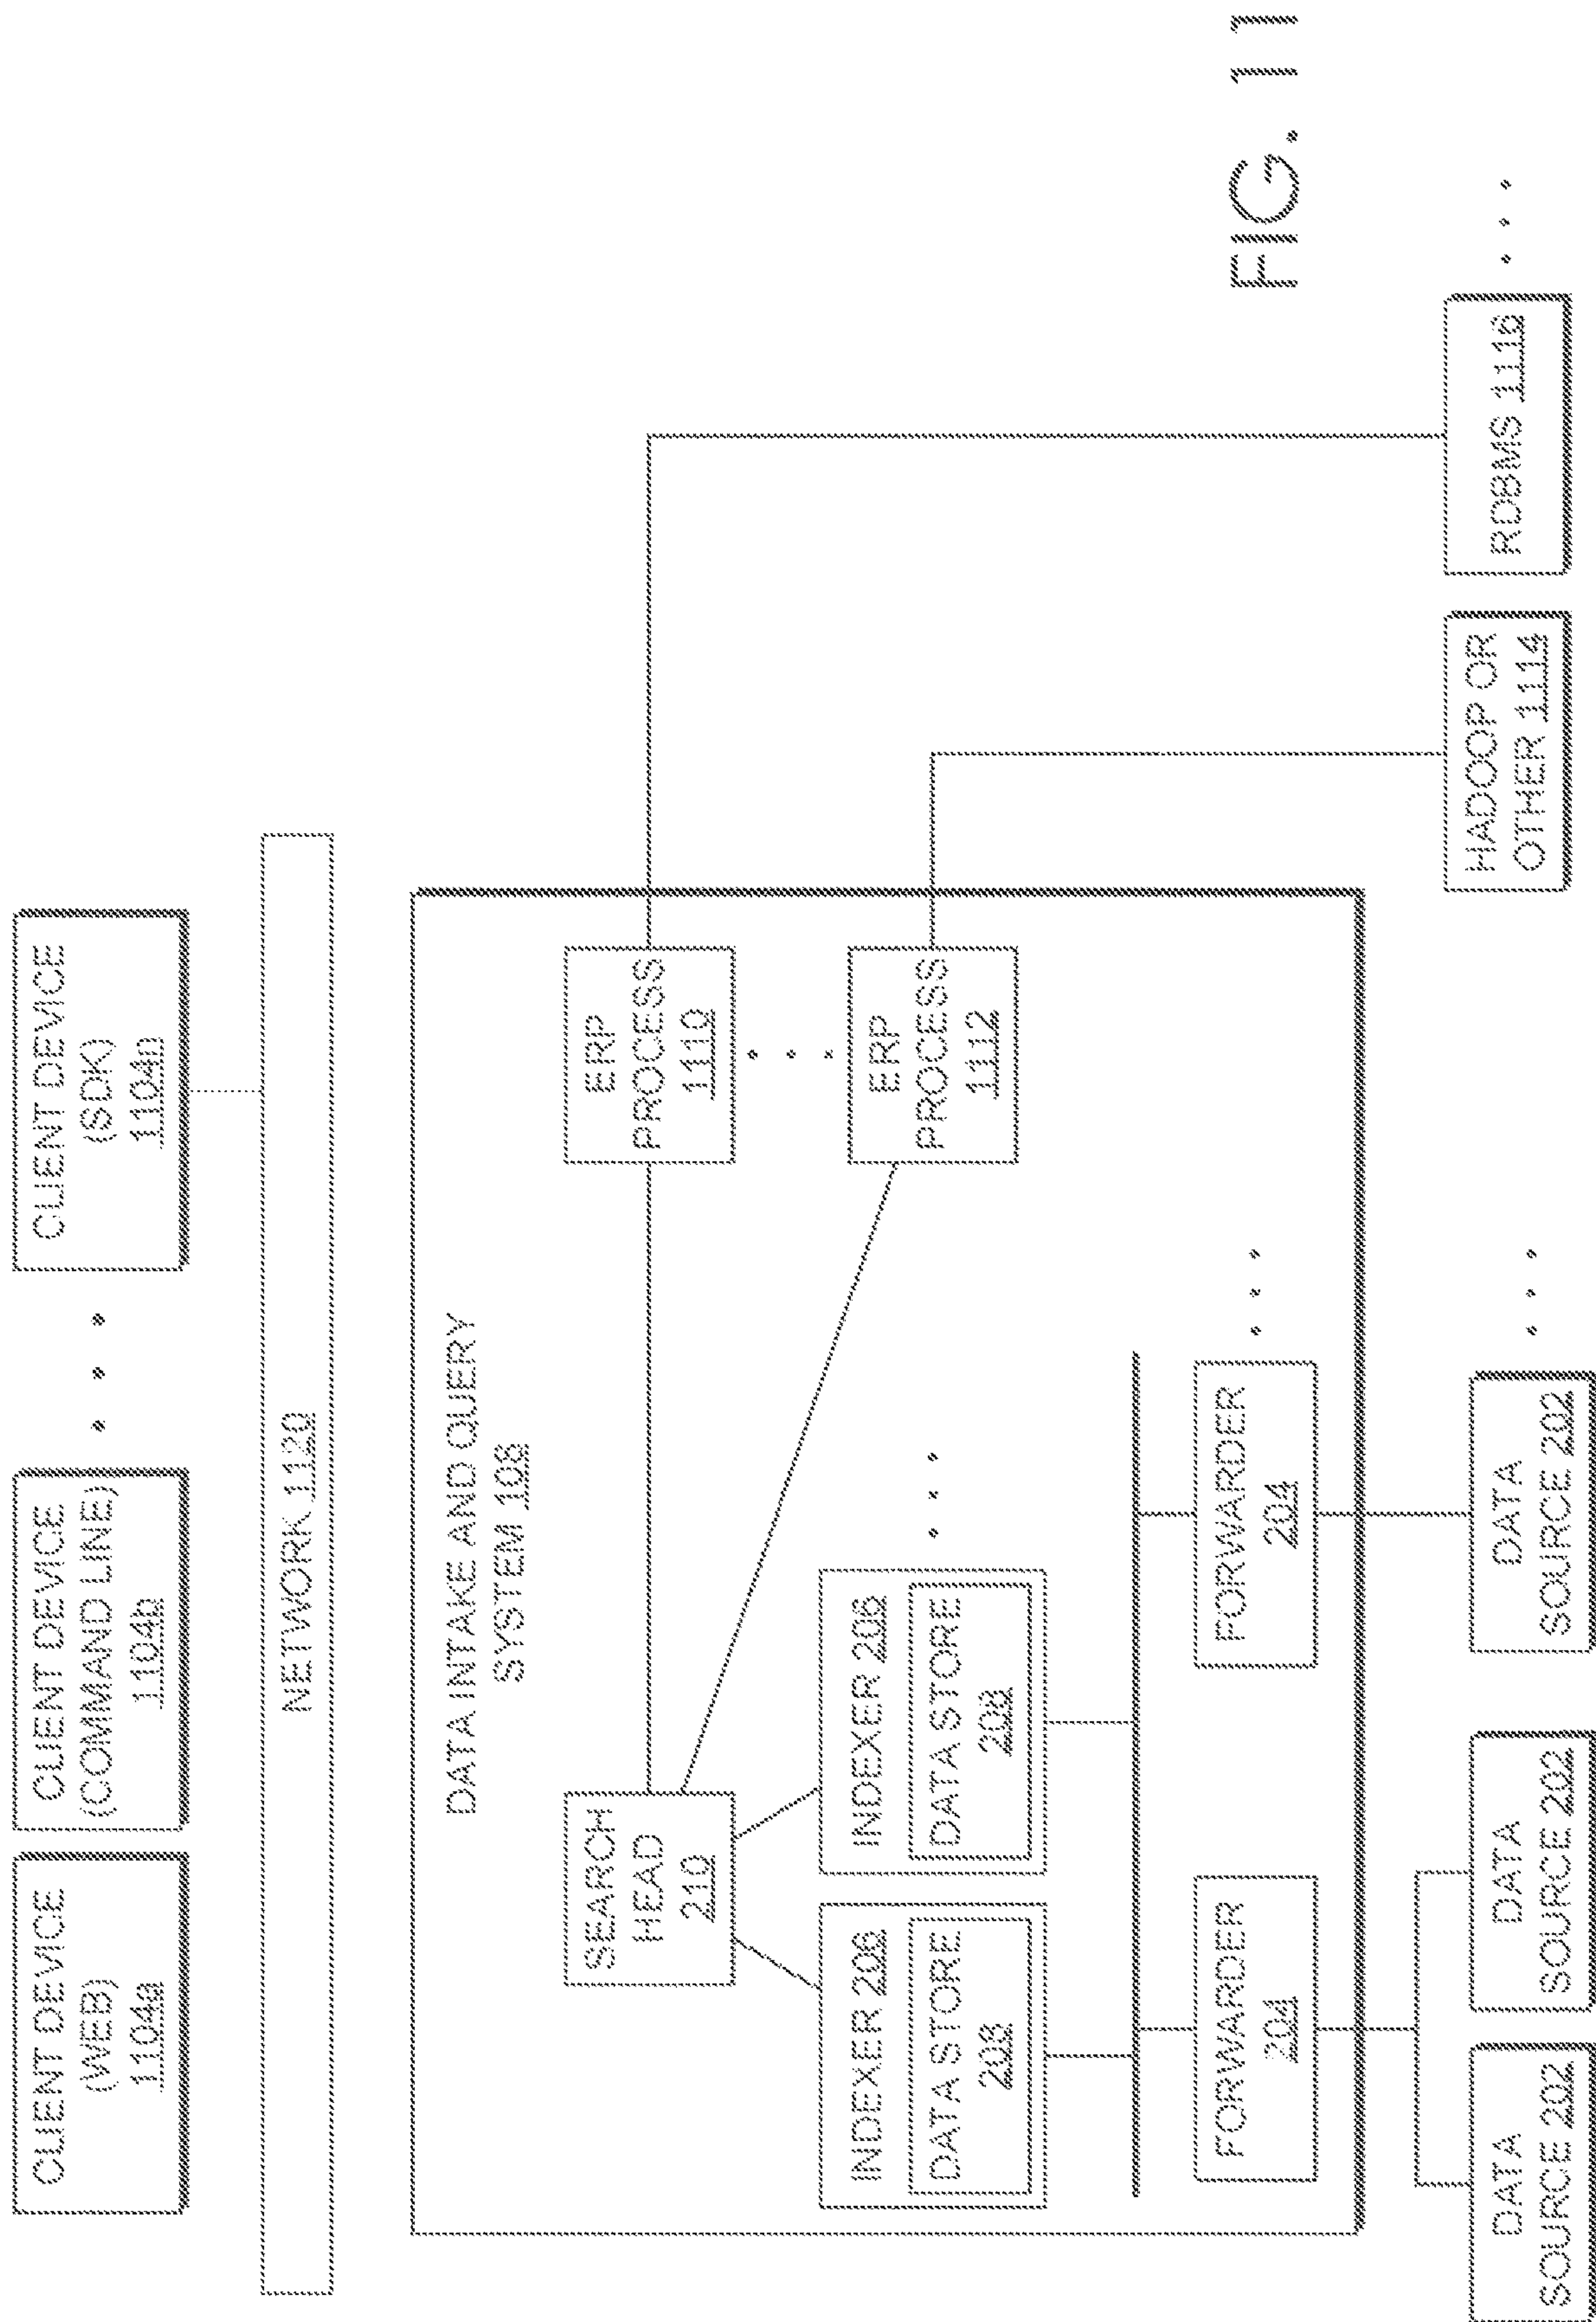 CLIENT DEVICE
(WEB)
1104a
CLIENT DEVICE
(COMMAND LINE)
1104b
CLIENT DEVICE
(SDK)
1104n
NETWORK 1120
DATA INTAKE AND QUERY
SYSTEM 108
SEARCH
HEAD
210
ERP
PROCESS
1110
INDEXER 206
DATA STORE
208
INDEXER 206
DATA STORE
208
ERP
PROCESS
1112
FORWARDER
204
FORWARDER
204
DATA
SOURCE 202
DATA
SOURCE 202
DATA
SOURCE 202
HADOOP OR
OTHER 1114
RDBMS 1116
FIG. 11